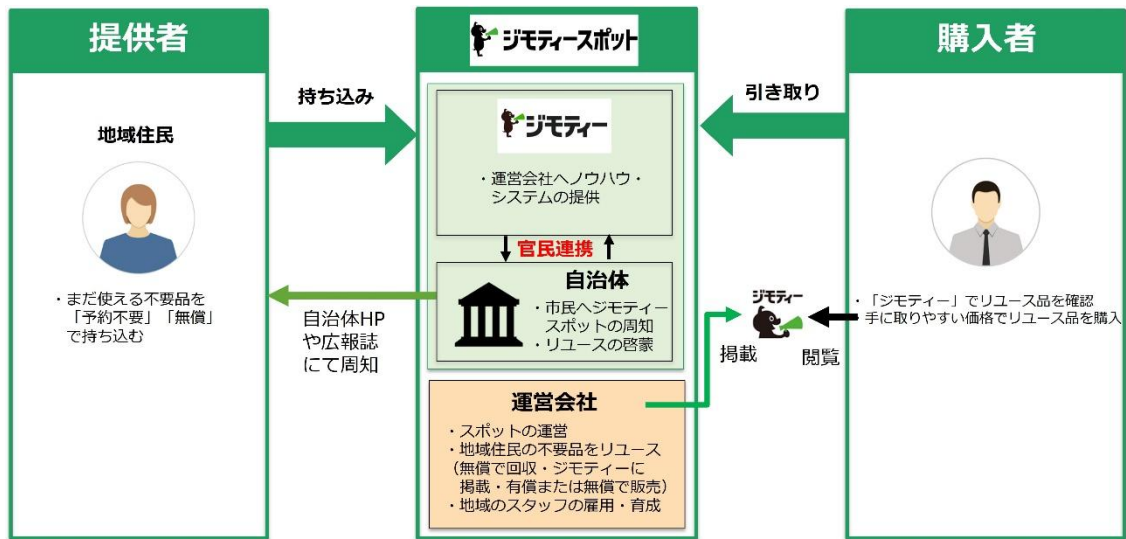 提供者
持ち込み
地域住民
・まだ使える不要品を
「予約不要」「無償」
で持ち込む
自治体HP
や広報誌
にて周知
ジモティースポット
ジモティー
・運営会社へノウハウ・
システムの提供
官民連携
自治体
・市民へジモティー
スポットの周知
・リユースの啓蒙
運営会社
・スポットの運営
・地域住民の不要品をリユース
（無償で回収・ジモティーに
掲載・有償または無償で販売）
・地域のスタッフの雇用・育成
購入者
引き取り
ジモティー
掲載
閲覧
・「ジモティー」でリユース品を確認
手に取りやすい価格でリユース品を購入